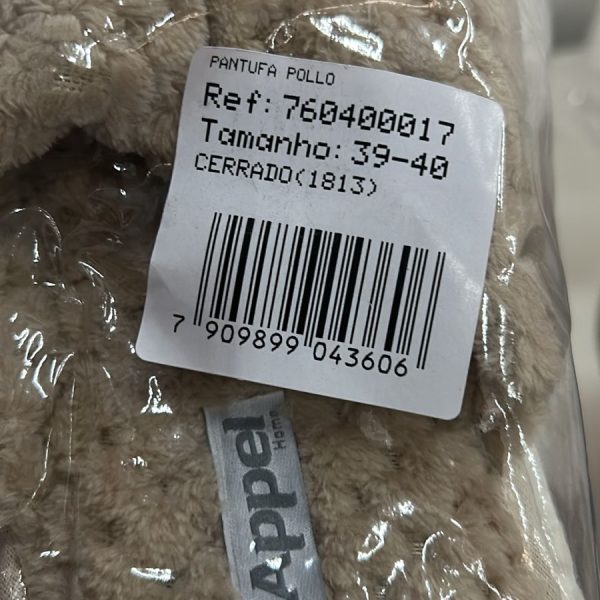 PANTUFA POLLO
Ref: 760400017
Tamanho: 39-40
CERRADO(1813)
7 909899 043606
Appel
Home